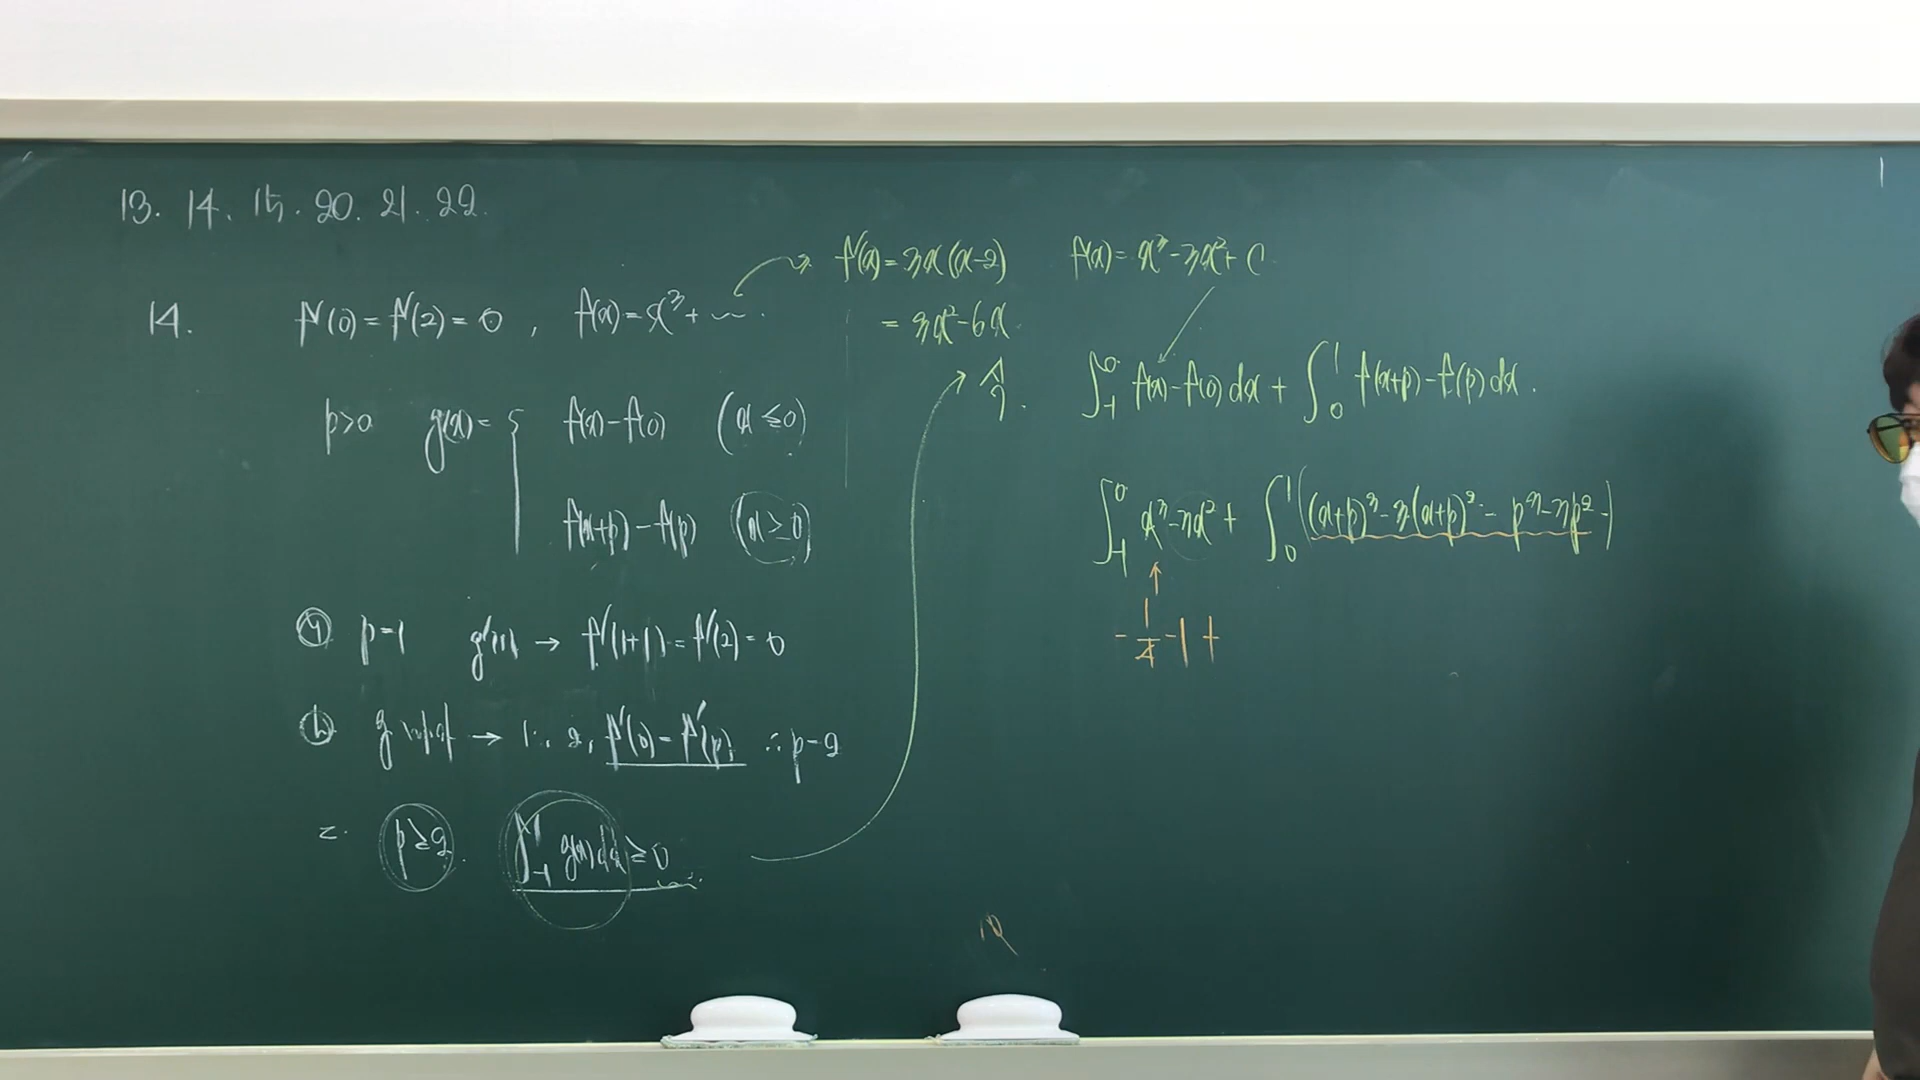 13. 14. 15. 20. 21. 22.
14. f'(0) = f'(2) = 0 , f(x) = x³ + ⋯
f'(x) = 3x(x-2)
= 3x² - 6x
f(x) = x³ - 3x² + C
p>0 g(x) = { f(x) - f(0) (x ≤ 0)
f(x+p) - f(p) (x ≥ 0)
ㄱ p=1 g'(1) → f'(1+1) = f'(2) = 0
ㄴ → f'(0) = f'(p) ∴ p=2
ㄷ. p ≥ 2 ∫₋₁¹ g(x)dx ≥ 0
∫₋₁⁰ f(x) - f(0) dx + ∫₀¹ f(x+p) - f(p) dx.
∫₋₁⁰ x³ - 3x² + ∫₀¹ ((x+p)³ - 3(x+p)² - p³ - 3p² )
- 1/4 - 1 +